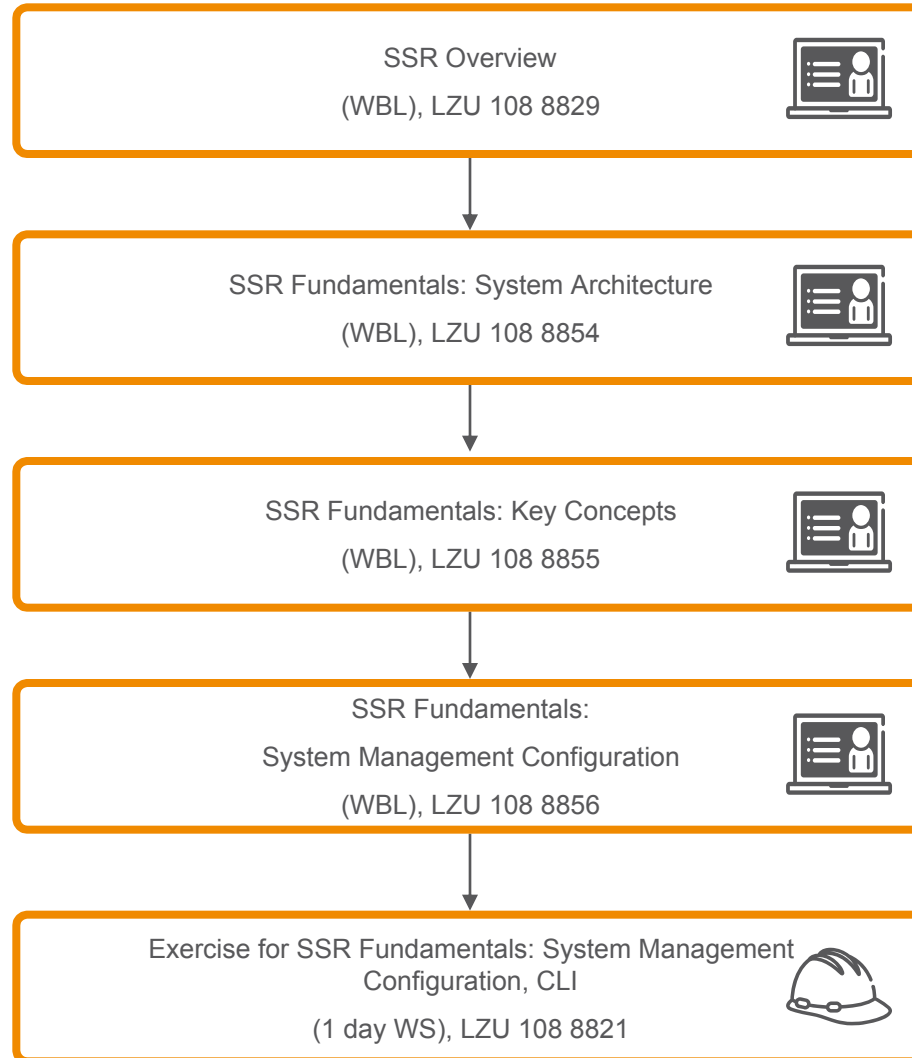 SSR Overview
(WBL), LZU 108 8829
SSR Fundamentals: System Architecture
(WBL), LZU 108 8854
SSR Fundamentals: Key Concepts
(WBL), LZU 108 8855
SSR Fundamentals:
System Management Configuration
(WBL), LZU 108 8856
Exercise for SSR Fundamentals: System Management
Configuration, CLI
(1 day WS), LZU 108 8821